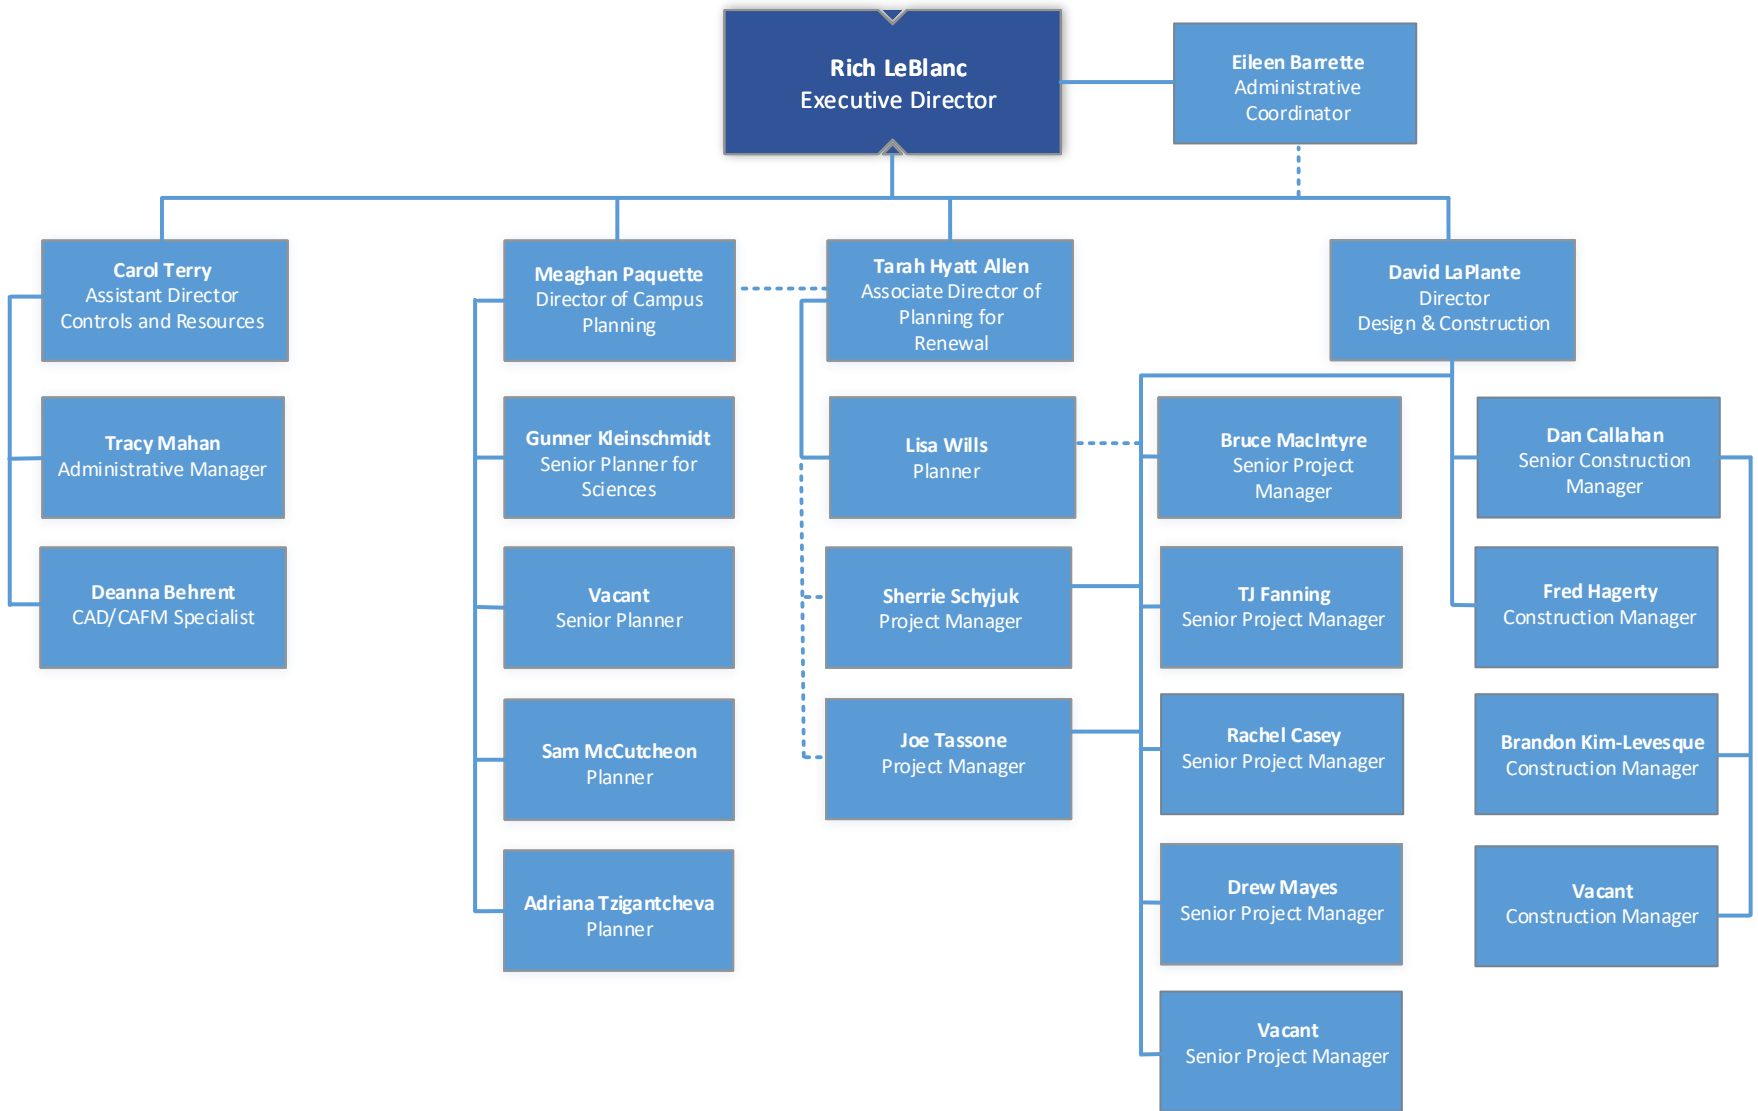 Rich LeBlanc
Executive Director
Eileen Barrette
Administrative
Coordinator
Carol Terry
Assistant Director
Controls and Resources
Meaghan Paquette
Director of Campus
Planning
Tarah Hyatt Allen
Associate Director of
Planning for
Renewal
David LaPlante
Director
Design & Construction
Tracy Mahan
Administrative Manager
Gunner Kleinschmidt
Senior Planner for
Sciences
Lisa Wills
Planner
Bruce MacIntyre
Senior Project
Manager
Dan Callahan
Senior Construction
Manager
Deanna Behrent
CAD/CAFM Specialist
Vacant
Senior Planner
Sherrie Schyjuk
Project Manager
TJ Fanning
Senior Project Manager
Fred Hagerty
Construction Manager
Sam McCutcheon
Planner
Joe Tassone
Project Manager
Rachel Casey
Senior Project Manager
Brandon Kim-Levesque
Construction Manager
Adriana Tzigantcheva
Planner
Drew Mayes
Senior Project Manager
Vacant
Construction Manager
Vacant
Senior Project Manager